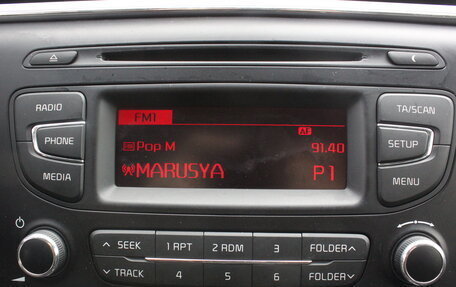 RADIO
PHONE
MEDIA
FM1
AF
Pop M 91.40
MARUSYA P1
TA/SCAN
SETUP
MENU
SEEK 1 RPT 2 RDM 3 FOLDER
TRACK 4 5 6 FOLDER